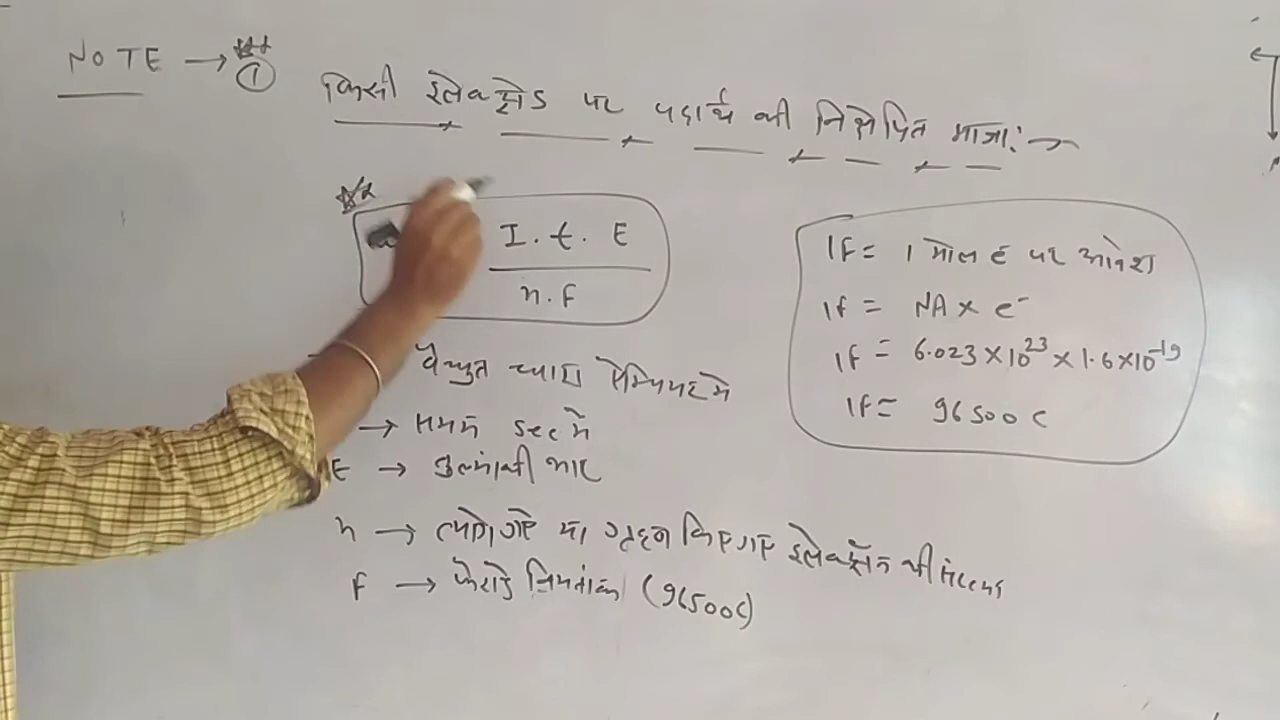 NOTE → ①
किसी इलेक्ट्रोड पर पदार्थ की निक्षेपित मात्रा:→
I. t. E
n. F
वैद्युत धारा ऐम्पियर में
→ समय sec में
E → तुल्यांकी भार
n → त्यागे गये या ग्रहण किए गए इलेक्ट्रॉन की संख्या
F → फैराडे नियतांक (96500C)
1F = 1 मोल e पर आवेश
1F = NA × e⁻
1F = 6.023 × 10²³ × 1.6 × 10⁻¹⁹
1F = 96500 C